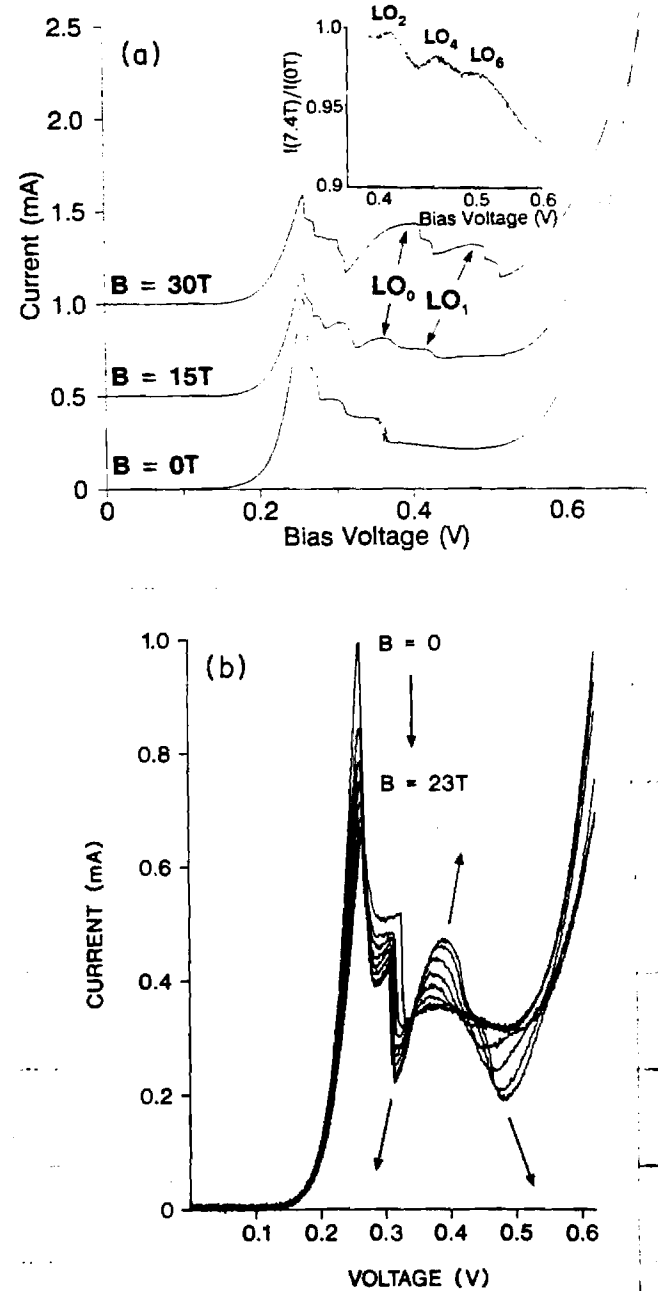 (a)
2.5
2.0
1.5
1.0
0.5
0
Current (mA)
B = 30T
B = 15T
B = 0T
LO₀
LO₁
0
0.2
0.4
0.6
Bias Voltage (V)
LO₂
LO₄
LO₆
1.0
0.95
0.9
I(7.4T)/I(0T)
0.4
0.5
0.6
Bias Voltage (V)
(b)
1.0
0.8
0.6
0.4
0.2
0
CURRENT (mA)
B = 0
B = 23T
0.1
0.2
0.3
0.4
0.5
0.6
VOLTAGE (V)